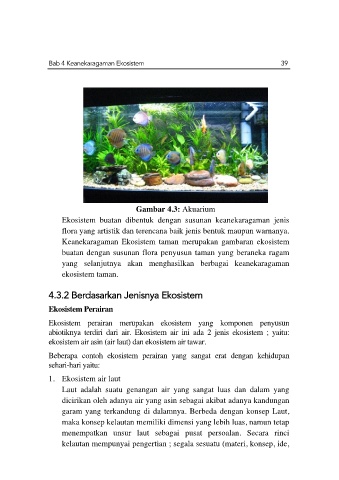 Bab 4 Keanekaragaman Ekosistem 39
Gambar 4.3: Akuarium
Ekosistem buatan dibentuk dengan susunan keanekaragaman jenis
flora yang artistik dan terencana baik jenis bentuk maupun warnanya.
Keanekaragaman Ekosistem taman merupakan gambaran ekosistem
buatan dengan susunan flora penyusun taman yang beraneka ragam
yang selanjutnya akan menghasilkan berbagai keanekaragaman
ekosistem taman.
4.3.2 Berdasarkan Jenisnya Ekosistem
Ekosistem Perairan
Ekosistem perairan merupakan ekosistem yang komponen penyusun
abiotiknya terdiri dari air. Ekosistem air ini ada 2 jenis ekosistem ; yaitu:
ekosistem air asin (air laut) dan ekosistem air tawar.
Beberapa contoh ekosistem perairan yang sangat erat dengan kehidupan
sehari-hari yaitu:
1. Ekosistem air laut
Laut adalah suatu genangan air yang sangat luas dan dalam yang
dicirikan oleh adanya air yang asin sebagai akibat adanya kandungan
garam yang terkandung di dalamnya. Berbeda dengan konsep Laut,
maka konsep kelautan memiliki dimensi yang lebih luas, namun tetap
menempatkan unsur laut sebagai pusat persoalan. Secara rinci
kelautan mempunyai pengertian ; segala sesuatu (materi, konsep, ide,